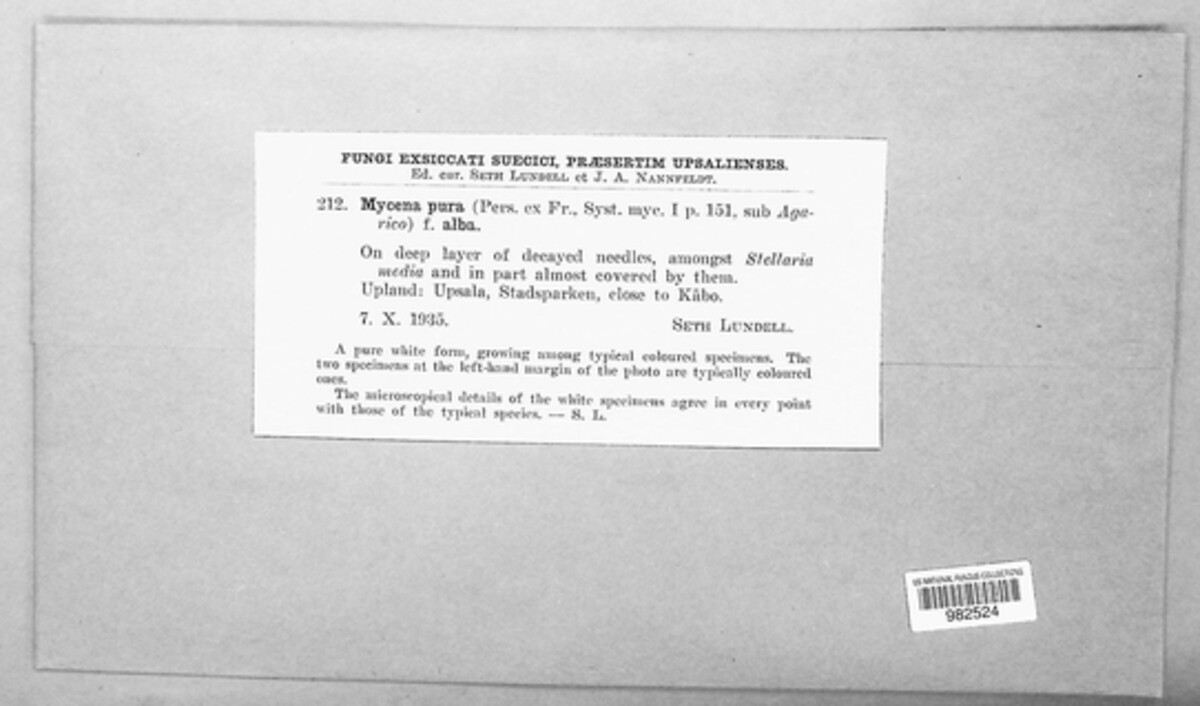 FUNGI EXSICCATI SUECICI, PRÆSERTIM UPSALIENSES.
Ed. cur. SETH LUNDELL et J. A. NANNFELDT.
212. Mycena pura (Pers. ex Fr., Syst. myc. I p. 151, sub Aga-
rico) f. alba.
On deep layer of decayed needles, amongst Stellaria
media and in part almost covered by them.
Upland: Upsala, Stadsparken, close to Kåbo.
7. X. 1935. SETH LUNDELL.
A pure white form, growing among typical coloured specimens. The
two specimens at the left-hand margin of the photo are typically coloured
ones.
The microscopical details of the white specimens agree in every point
with those of the typical species. — S. L.
US NATIONAL FUNGUS COLLECTIONS
982524